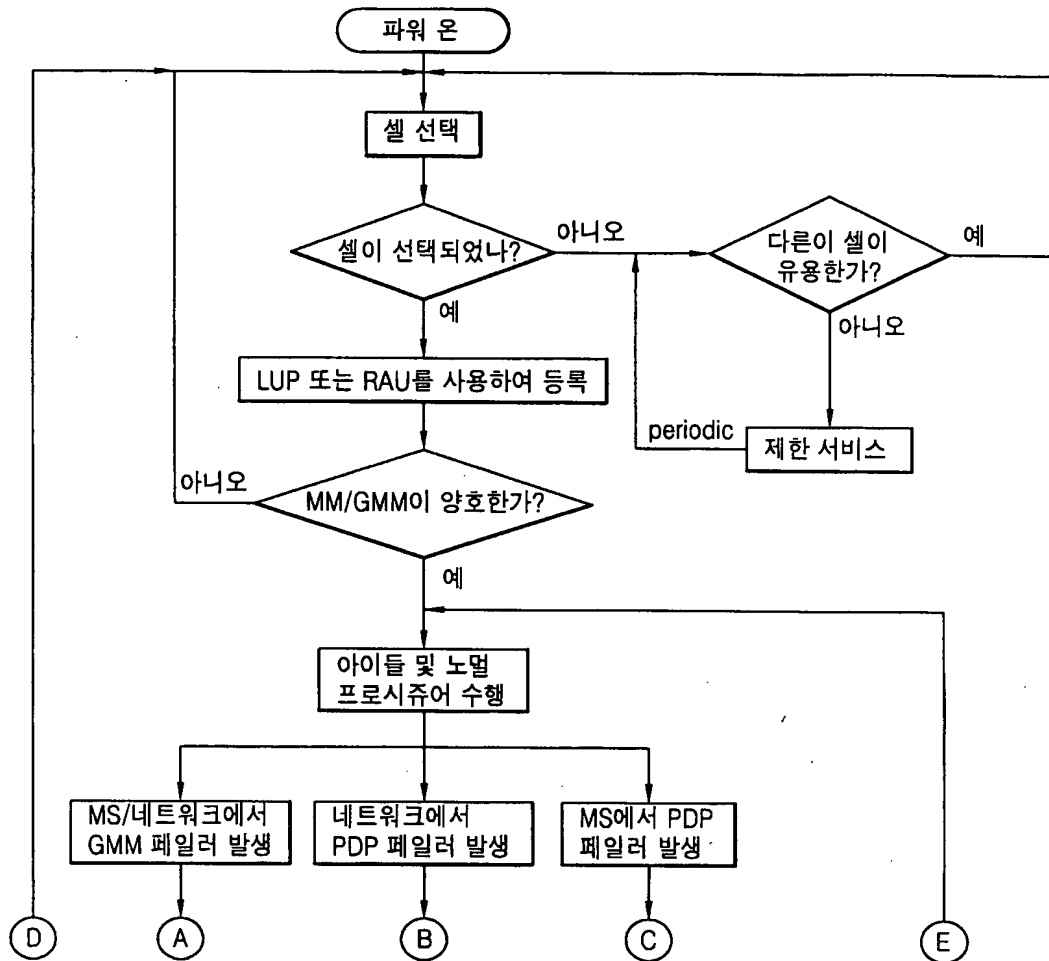 파워 온
셀 선택
셀이 선택되었나?
아니오
다른이 셀이
유용한가?
예
예
아니오
LUP 또는 RAU를 사용하여 등록
periodic
제한 서비스
아니오
MM/GMM이 양호한가?
예
아이들 및 노멀
프로시쥬어 수행
MS/네트워크에서
GMM 페일러 발생
네트워크에서
PDP 페일러 발생
MS에서 PDP
페일러 발생
D
A
B
C
E